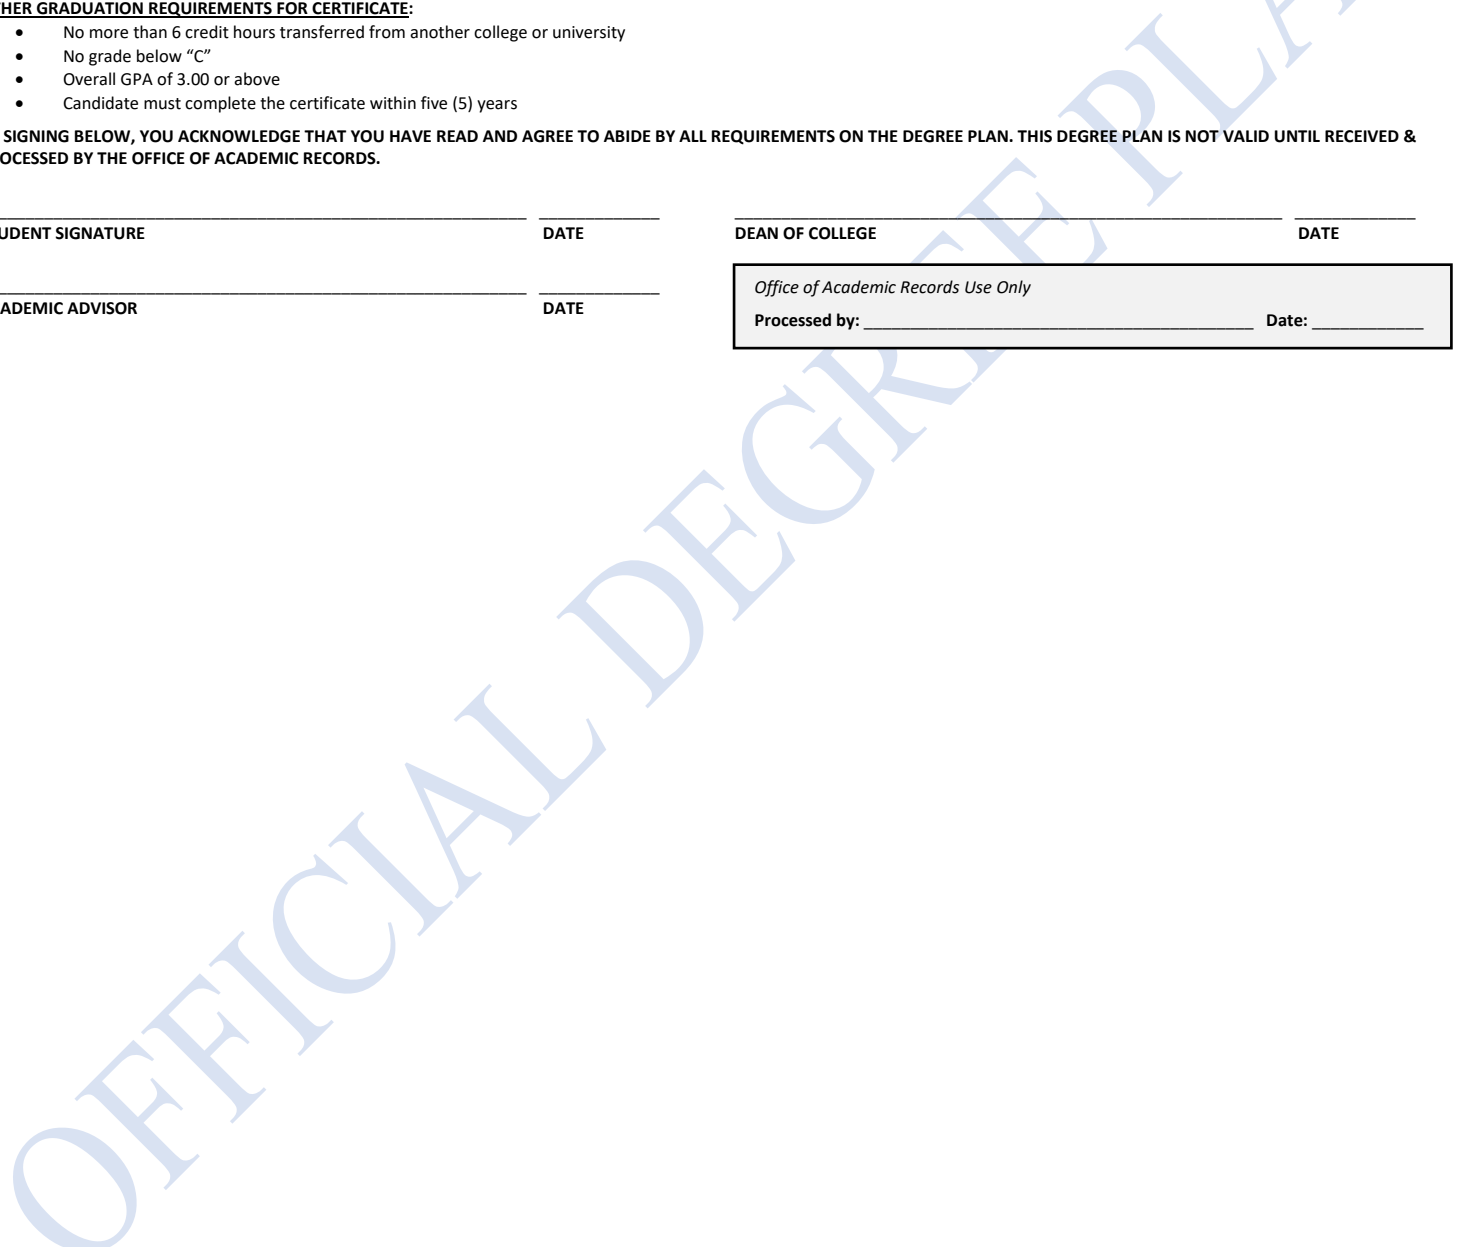 HER GRADUATION REQUIREMENTS FOR CERTIFICATE:
• No more than 6 credit hours transferred from another college or university
• No grade below “C”
• Overall GPA of 3.00 or above
• Candidate must complete the certificate within five (5) years
SIGNING BELOW, YOU ACKNOWLEDGE THAT YOU HAVE READ AND AGREE TO ABIDE BY ALL REQUIREMENTS ON THE DEGREE PLAN. THIS DEGREE PLAN IS NOT VALID UNTIL RECEIVED &
OCESSED BY THE OFFICE OF ACADEMIC RECORDS.
UDENT SIGNATURE DATE DEAN OF COLLEGE DATE
ADEMIC ADVISOR DATE
Office of Academic Records Use Only
Processed by: ____ Date: ____
OFFICIAL DEGREE PLA